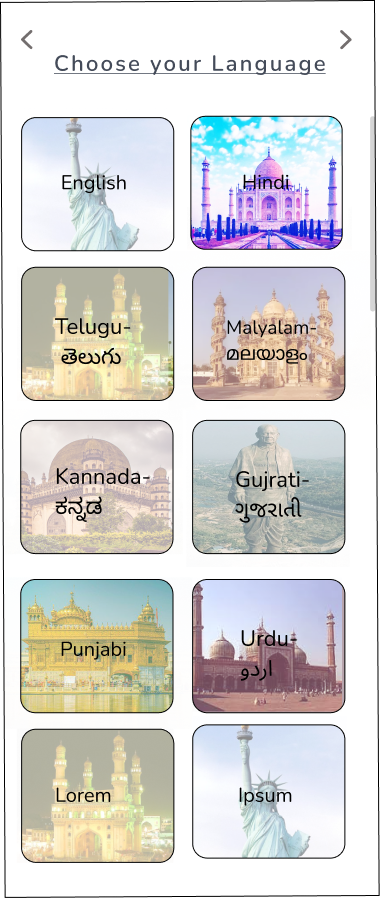 Choose your Language
English
Hindi
Telugu-
తెలుగు
Malyalam-
മലയാളം
Kannada-
ಕನ್ನಡ
Gujrati-
ગુજરાતી
Punjabi
Urdu-
اردو
Lorem
Ipsum